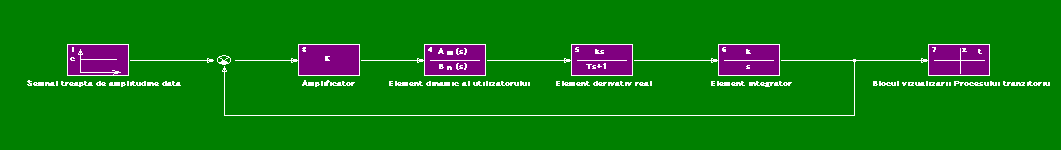 1
c
3
K
4
A m (s)
B n (s)
5
ks
Ts+1
6
k
s
7
z
t
Semnal treapta de amplitudine data
Amplificator
Element dinamic al utilizatorului
Element derivativ real
Element integrator
Blocul vizualizarii Procesului tranzitoriu